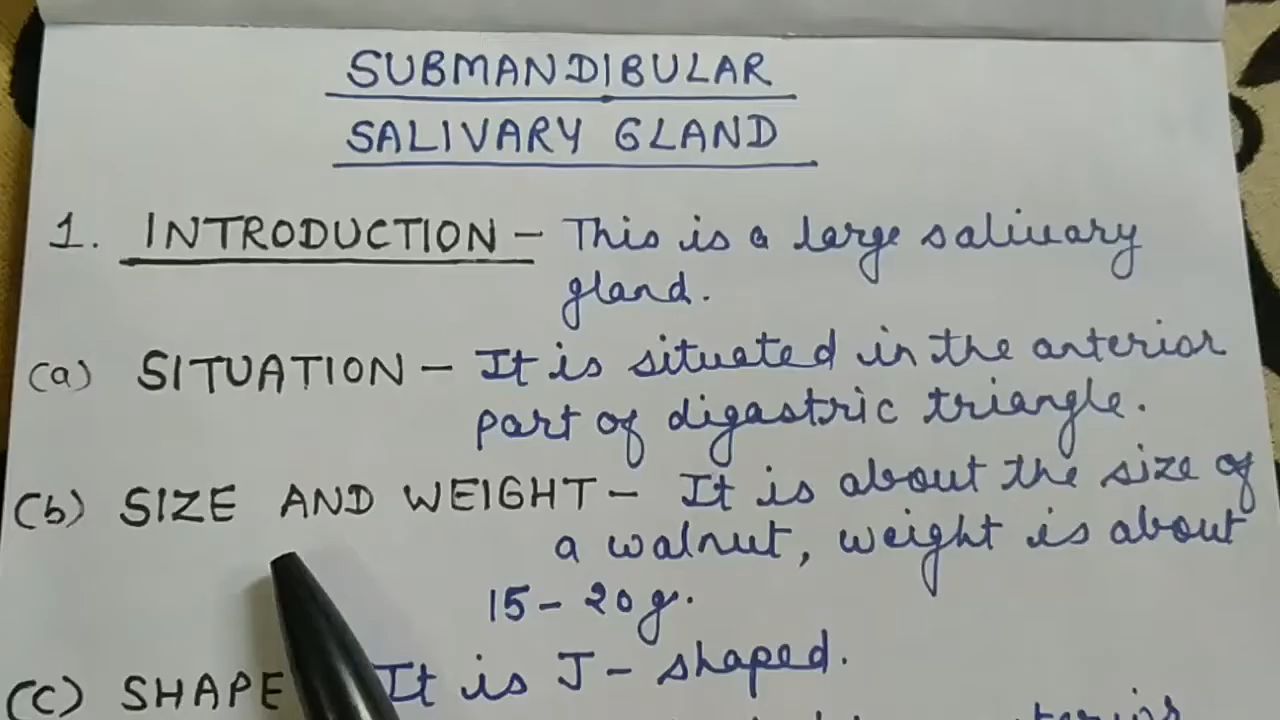 SUBMANDIBULAR
SALIVARY GLAND
1. INTRODUCTION - This is a large salivary
gland.
(a) SITUATION - It is situated in the anterior
part of digastric triangle.
(b) SIZE AND WEIGHT - It is about the size of
a walnut, weight is about
15-20g.
(c) SHAPE It is J-shaped.